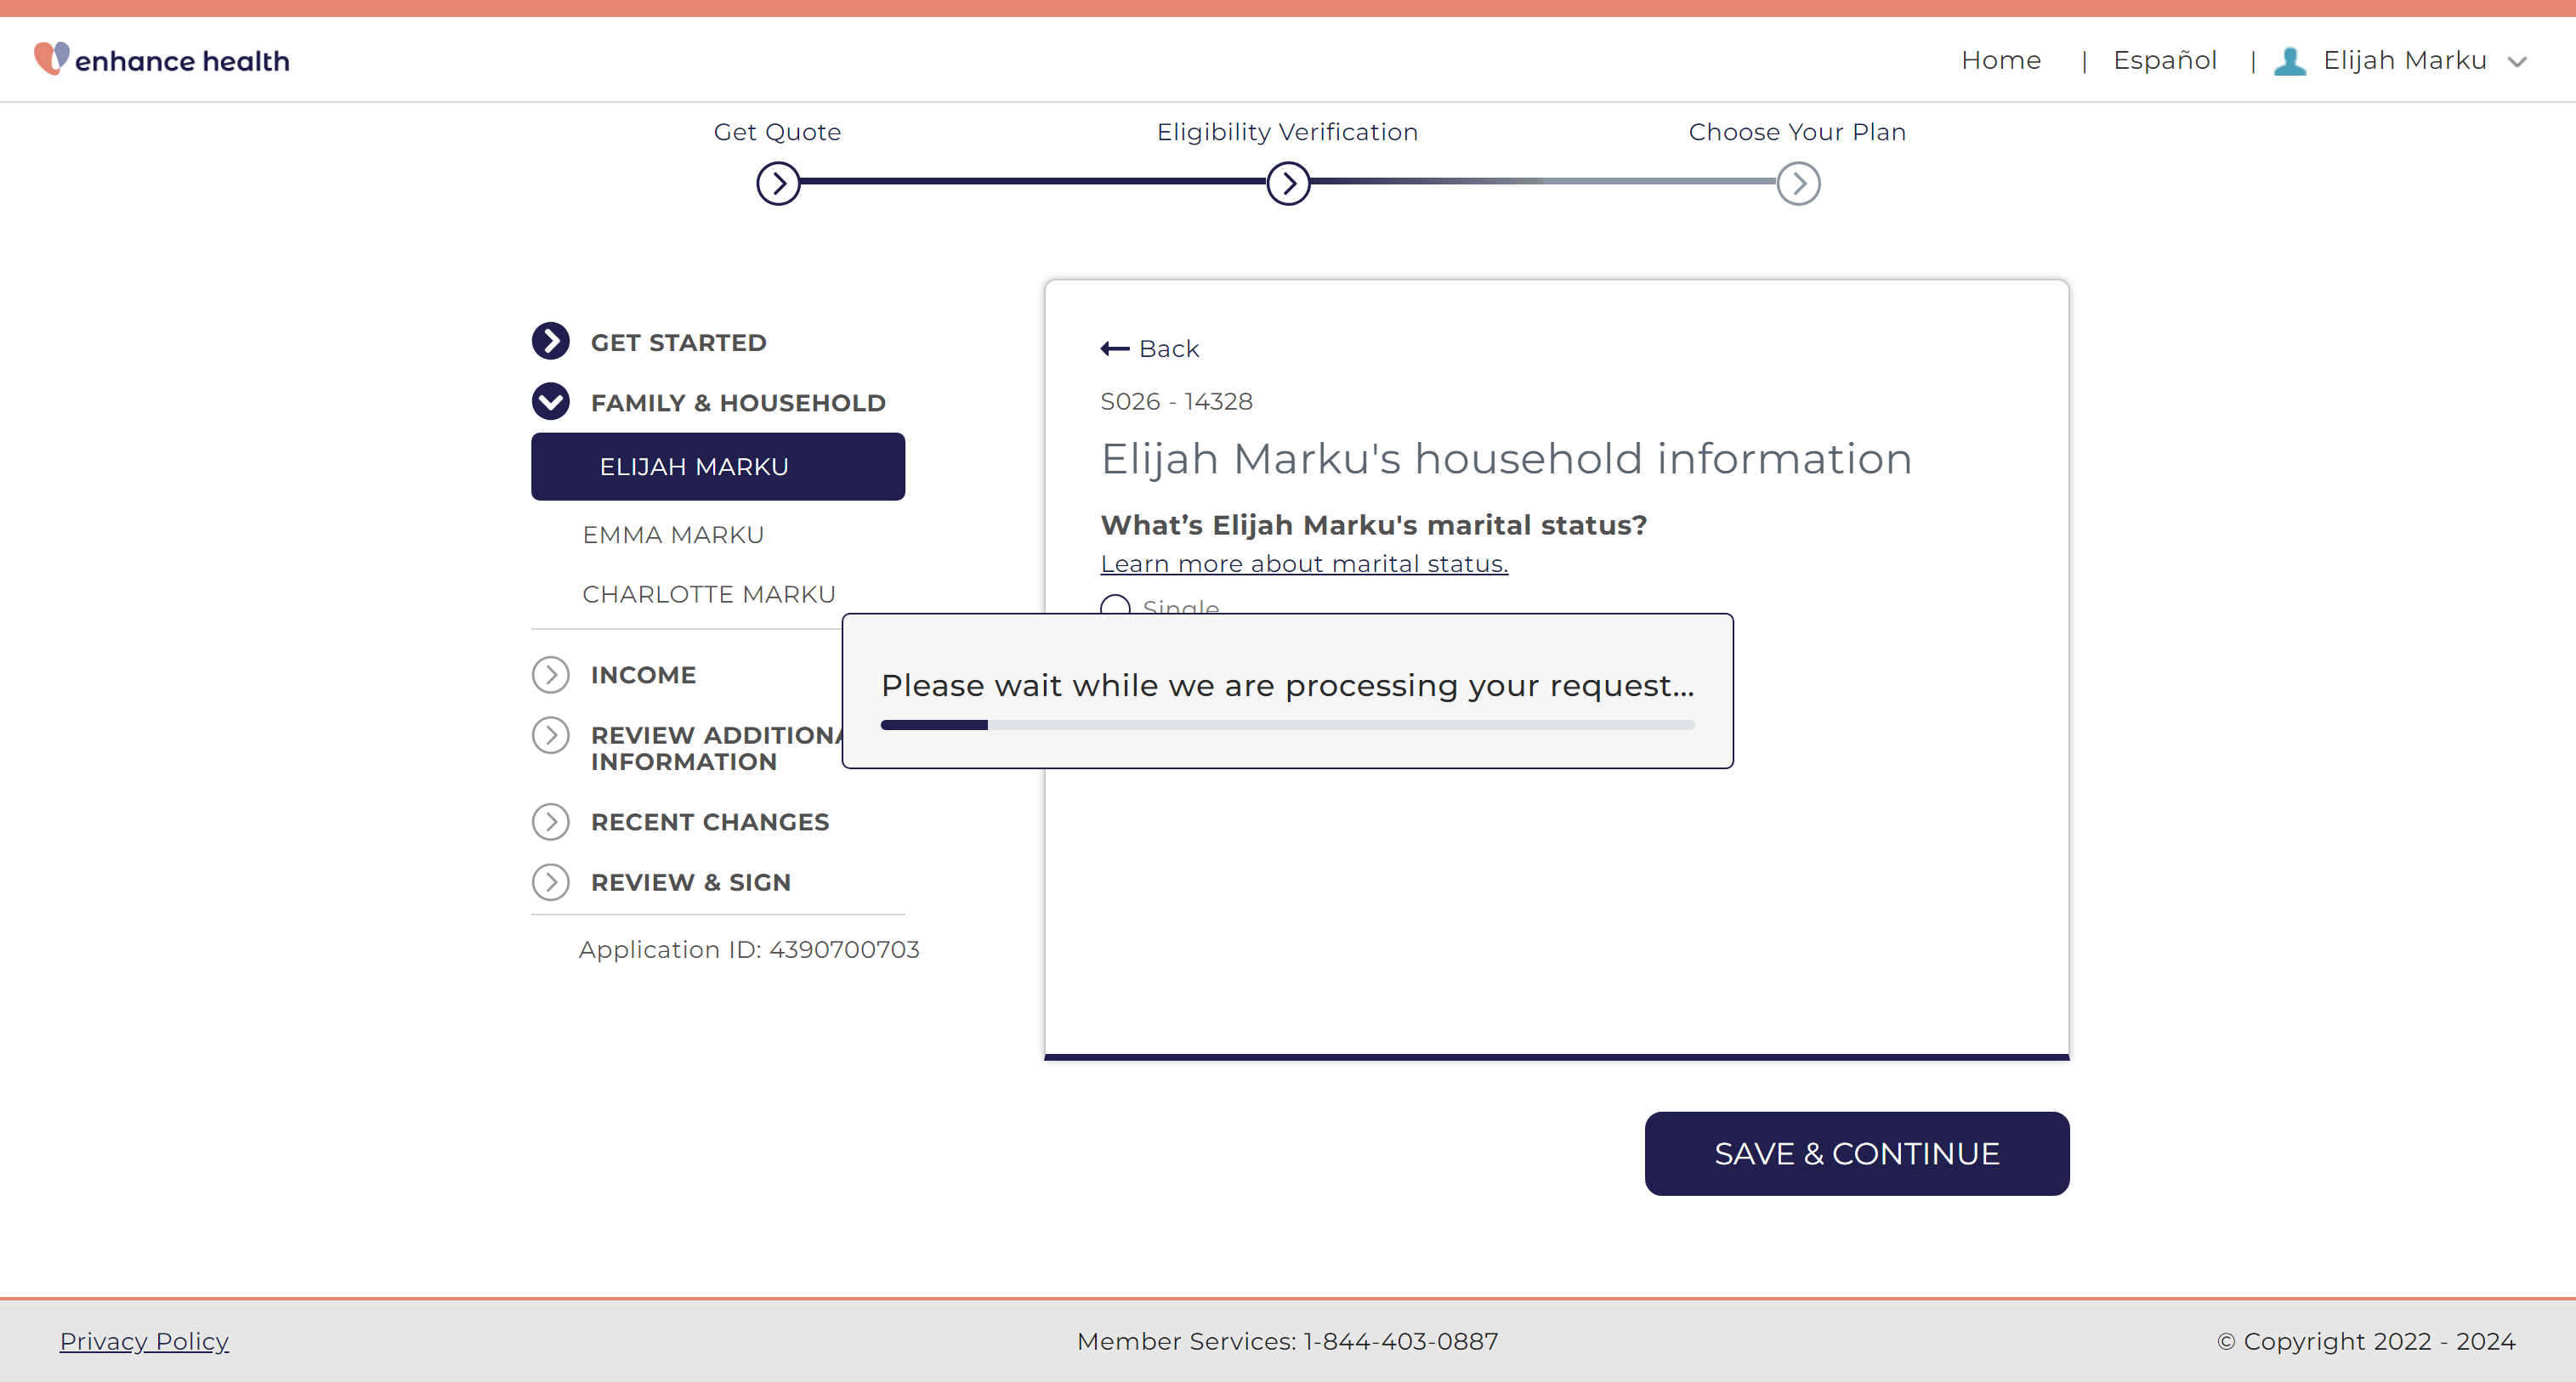 enhance health
Home | Español | Elijah Marku
Get Quote
Eligibility Verification
Choose Your Plan
GET STARTED
FAMILY & HOUSEHOLD
ELIJAH MARKU
EMMA MARKU
CHARLOTTE MARKU
INCOME
REVIEW ADDITIONA
INFORMATION
RECENT CHANGES
REVIEW & SIGN
Application ID: 4390700703
Back
S026 - 14328
Elijah Marku's household information
What’s Elijah Marku's marital status?
Learn more about marital status.
Single
Please wait while we are processing your request...
SAVE & CONTINUE
Privacy Policy
Member Services: 1-844-403-0887
© Copyright 2022 - 2024